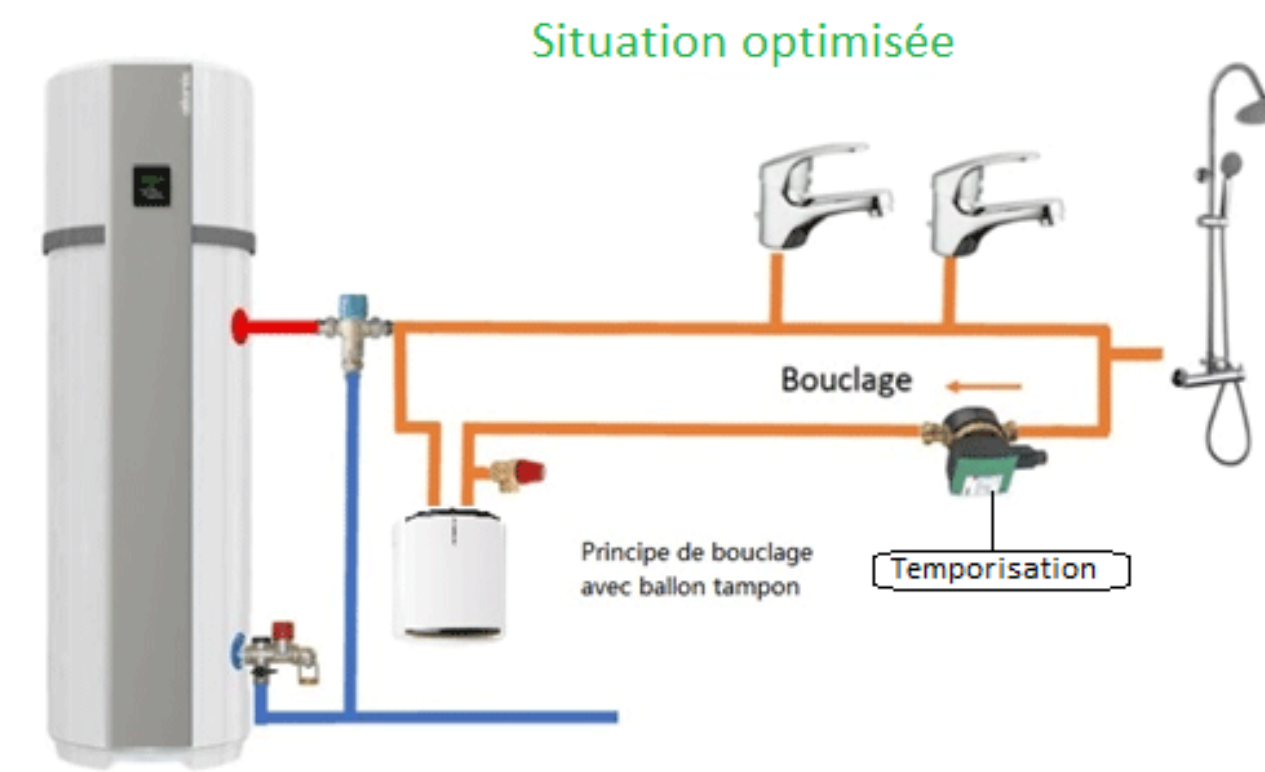 Situation optimisée
Bouclage
Principe de bouclage
avec ballon tampon
Temporisation